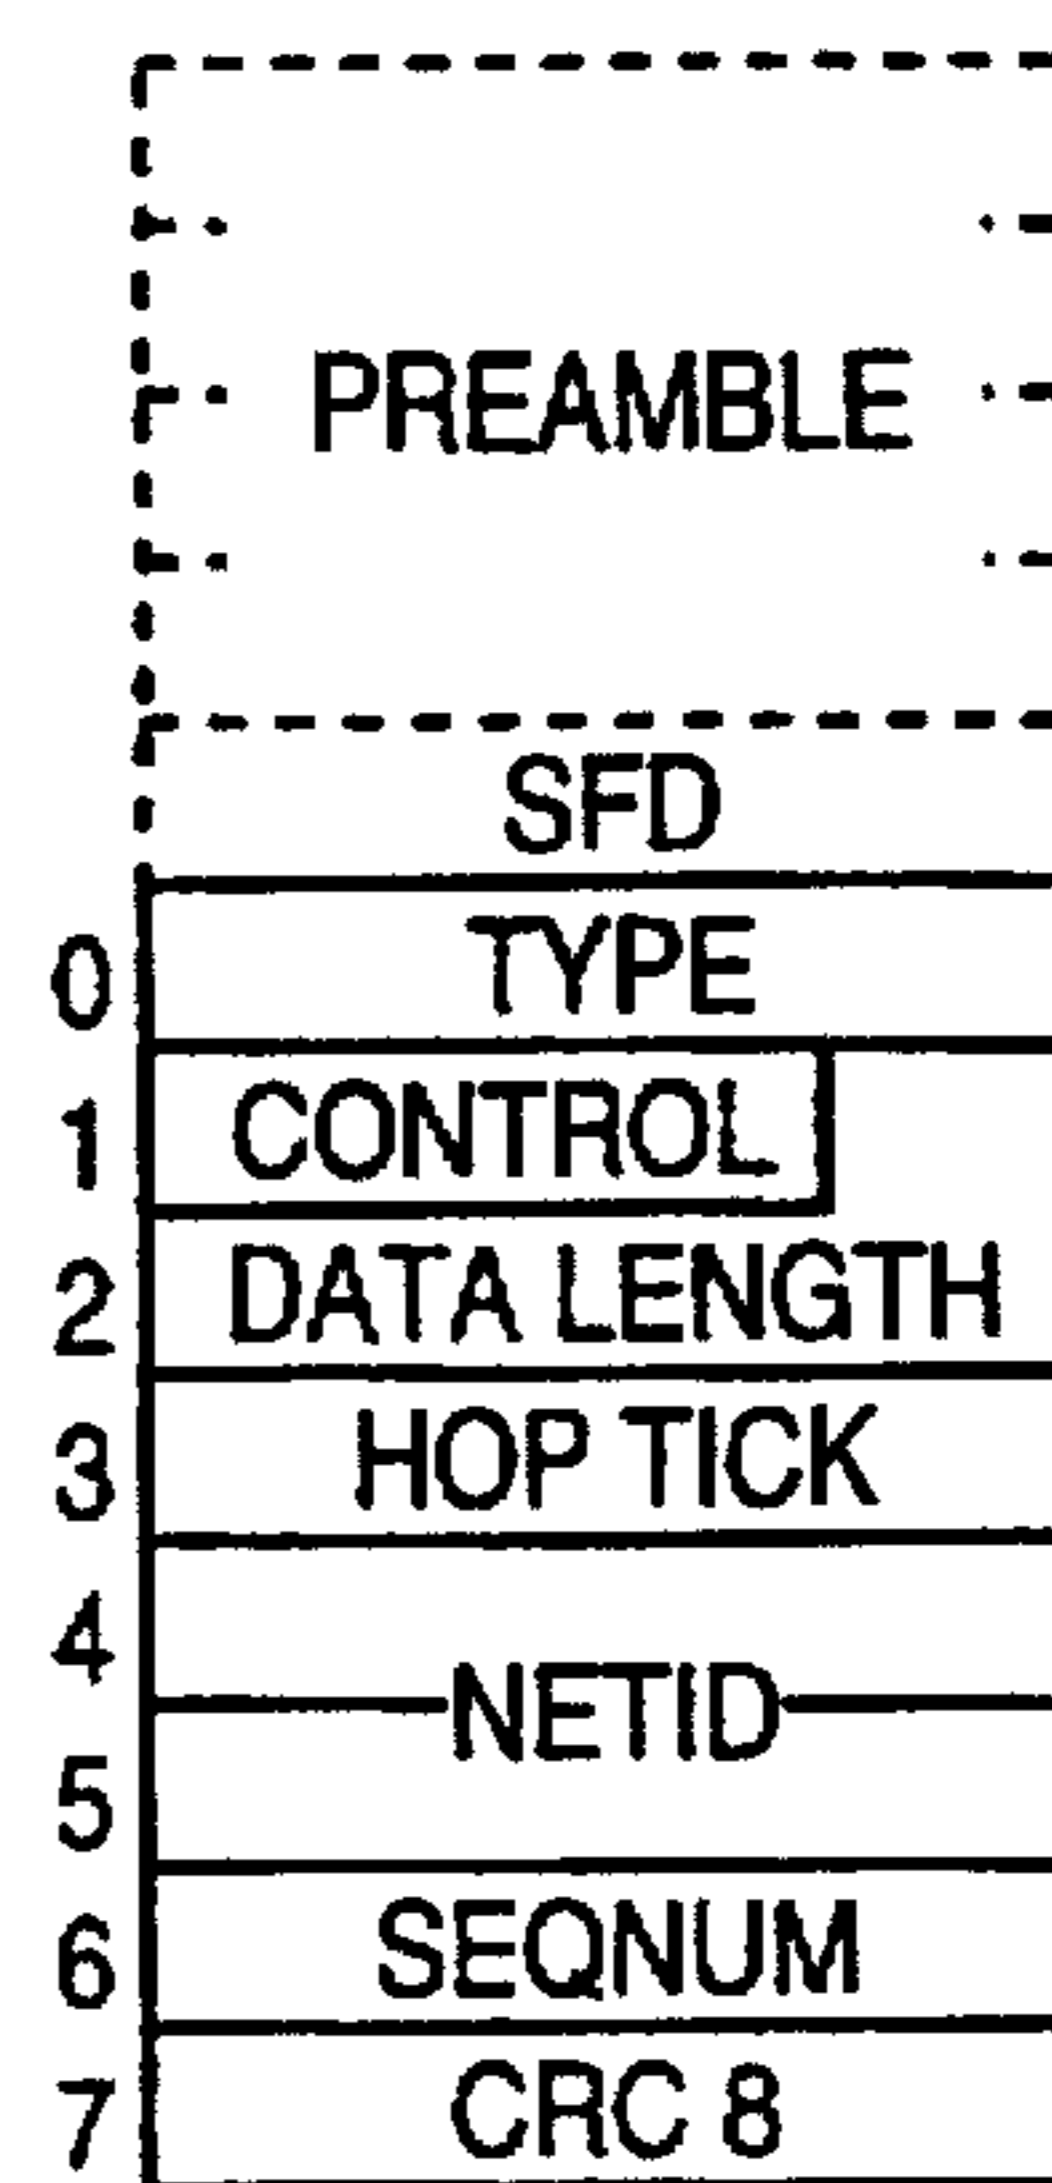 PREAMBLE
SFD
0 TYPE
1 CONTROL
2 DATA LENGTH
3 HOP TICK
4
NETID
5
6 SEQNUM
7 CRC 8